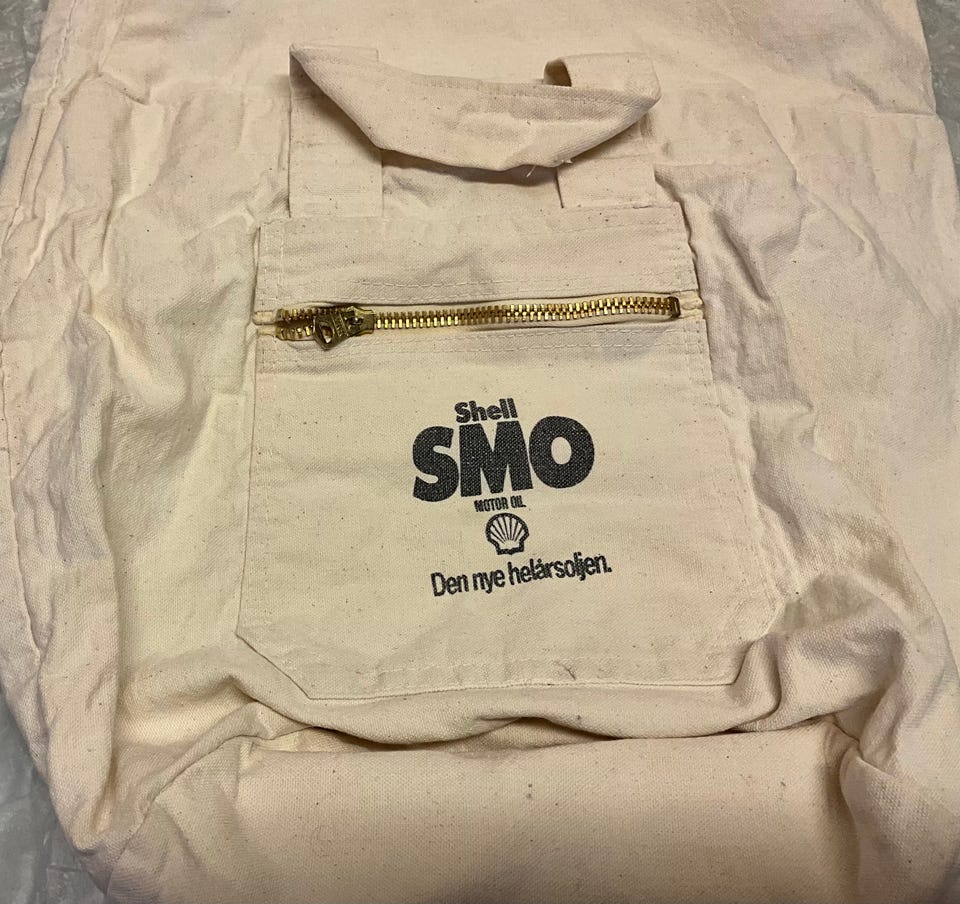 Shell
SMO
MOTOR OIL
Den nye helårsoljen.